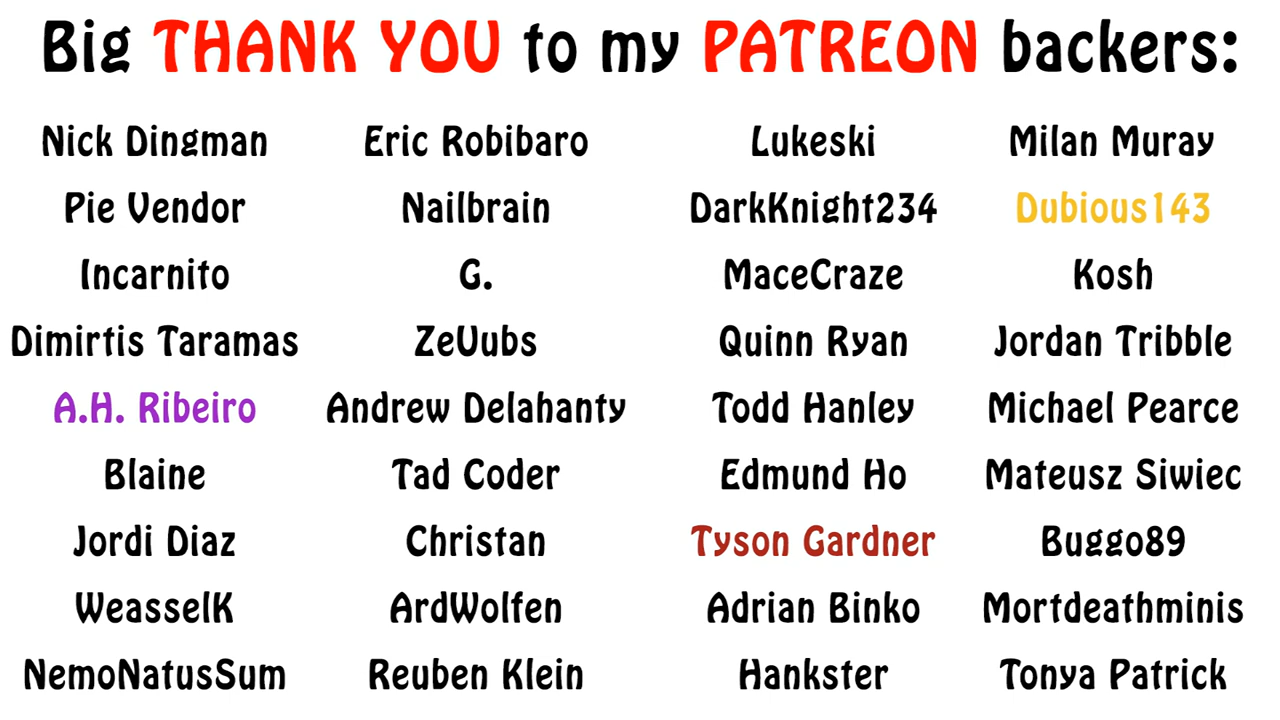 Big THANK YOU to my PATREON backers:
Nick Dingman Eric Robibaro Lukeski Milan Muray
Pie Vendor Nailbrain DarkKnight234 Dubious143
Incarnito G. MaceCraze Kosh
Dimirtis Taramas ZeVubs Quinn Ryan Jordan Tribble
A.H. Ribeiro Andrew Delahanty Todd Hanley Michael Pearce
Blaine Tad Coder Edmund Ho Mateusz Siwiec
Jordi Diaz Christan Tyson Gardner Buggo89
WeasselK ArdWolfen Adrian Binko Mortdeathminis
NemoNatusSum Reuben Klein Hankster Tonya Patrick